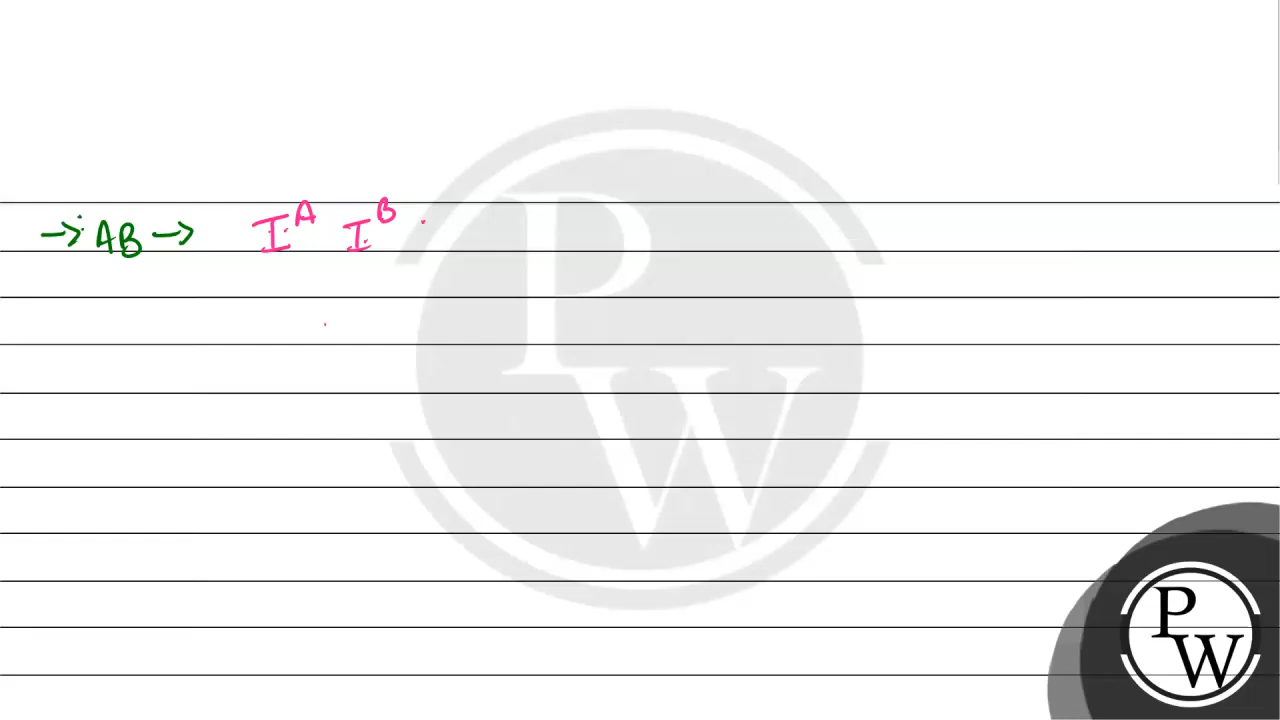 → AB → I^A I^B .
P
W
P
W